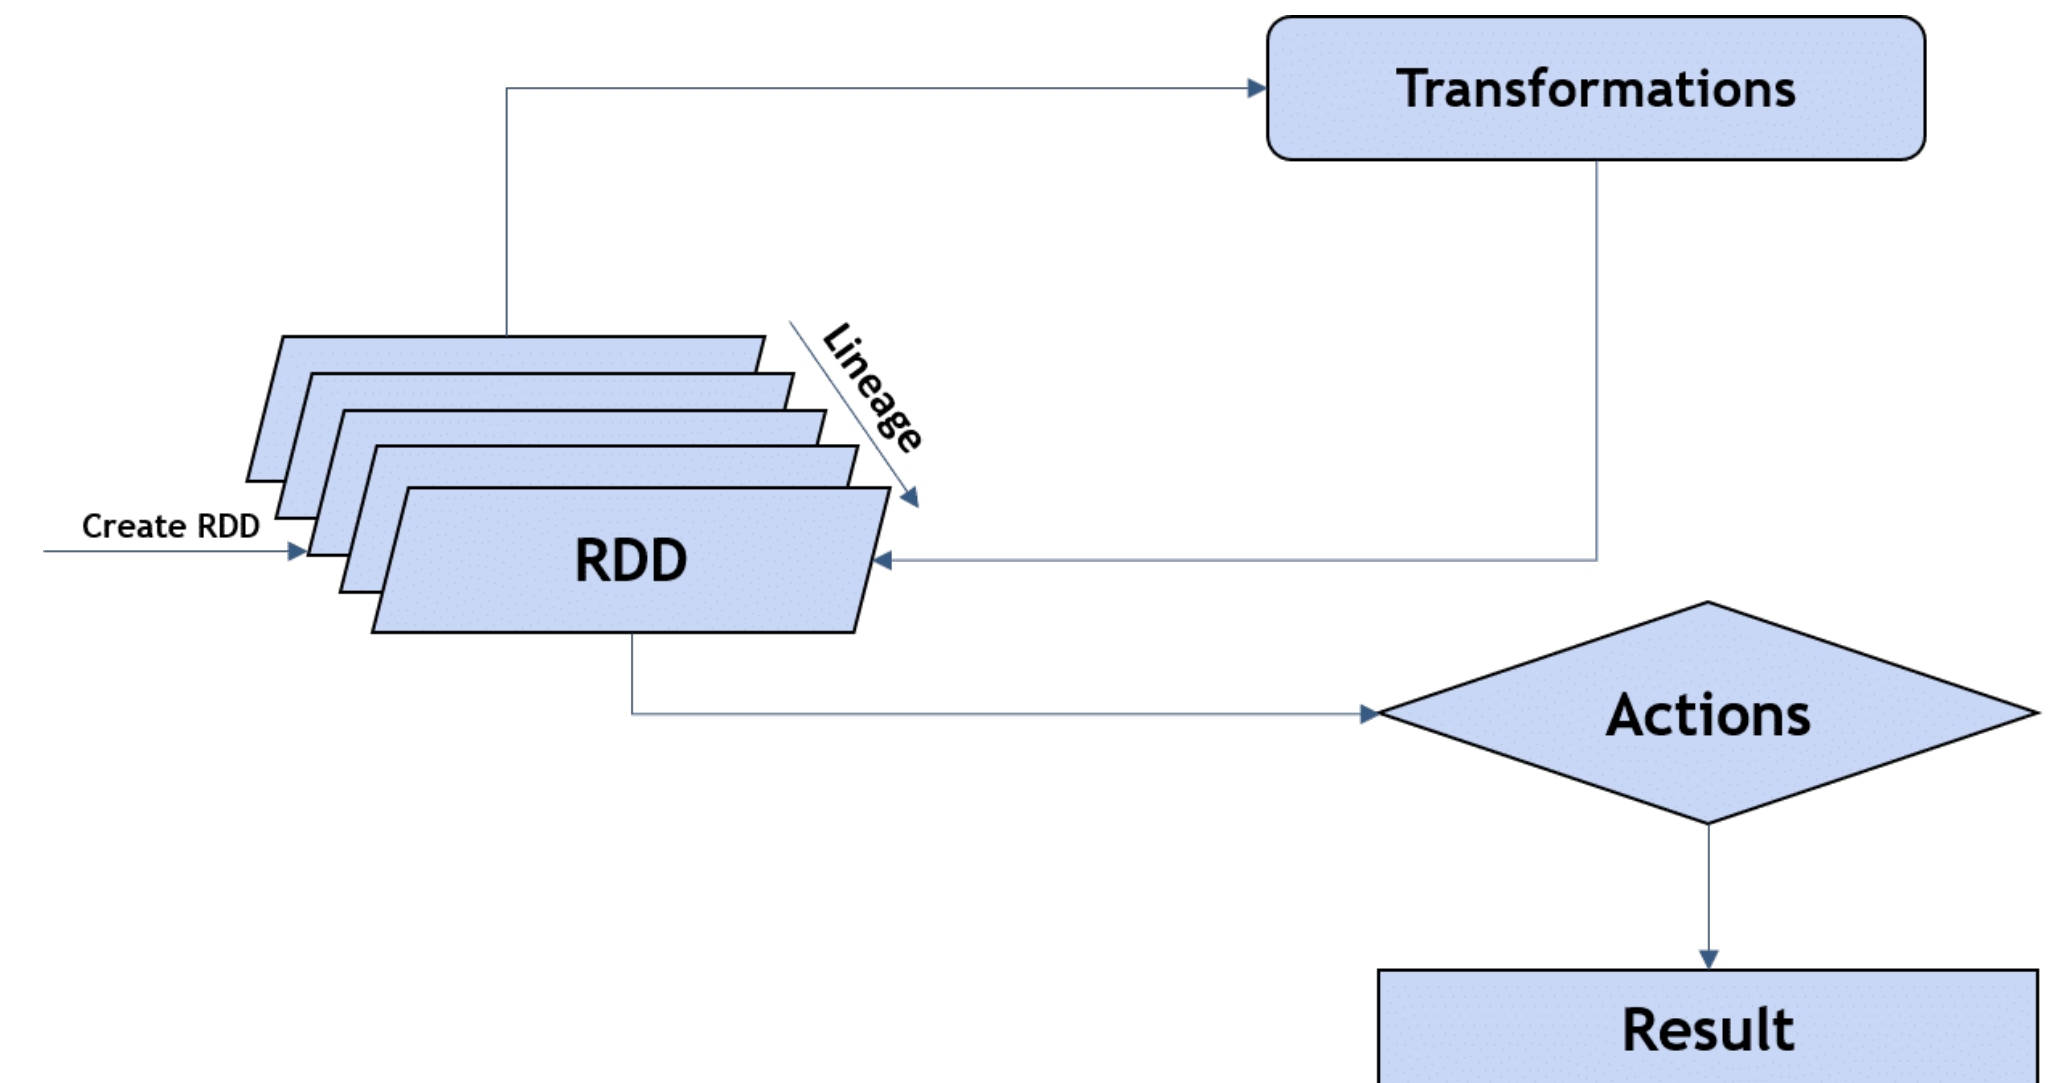 Transformations
Lineage
Create RDD
RDD
Actions
Result